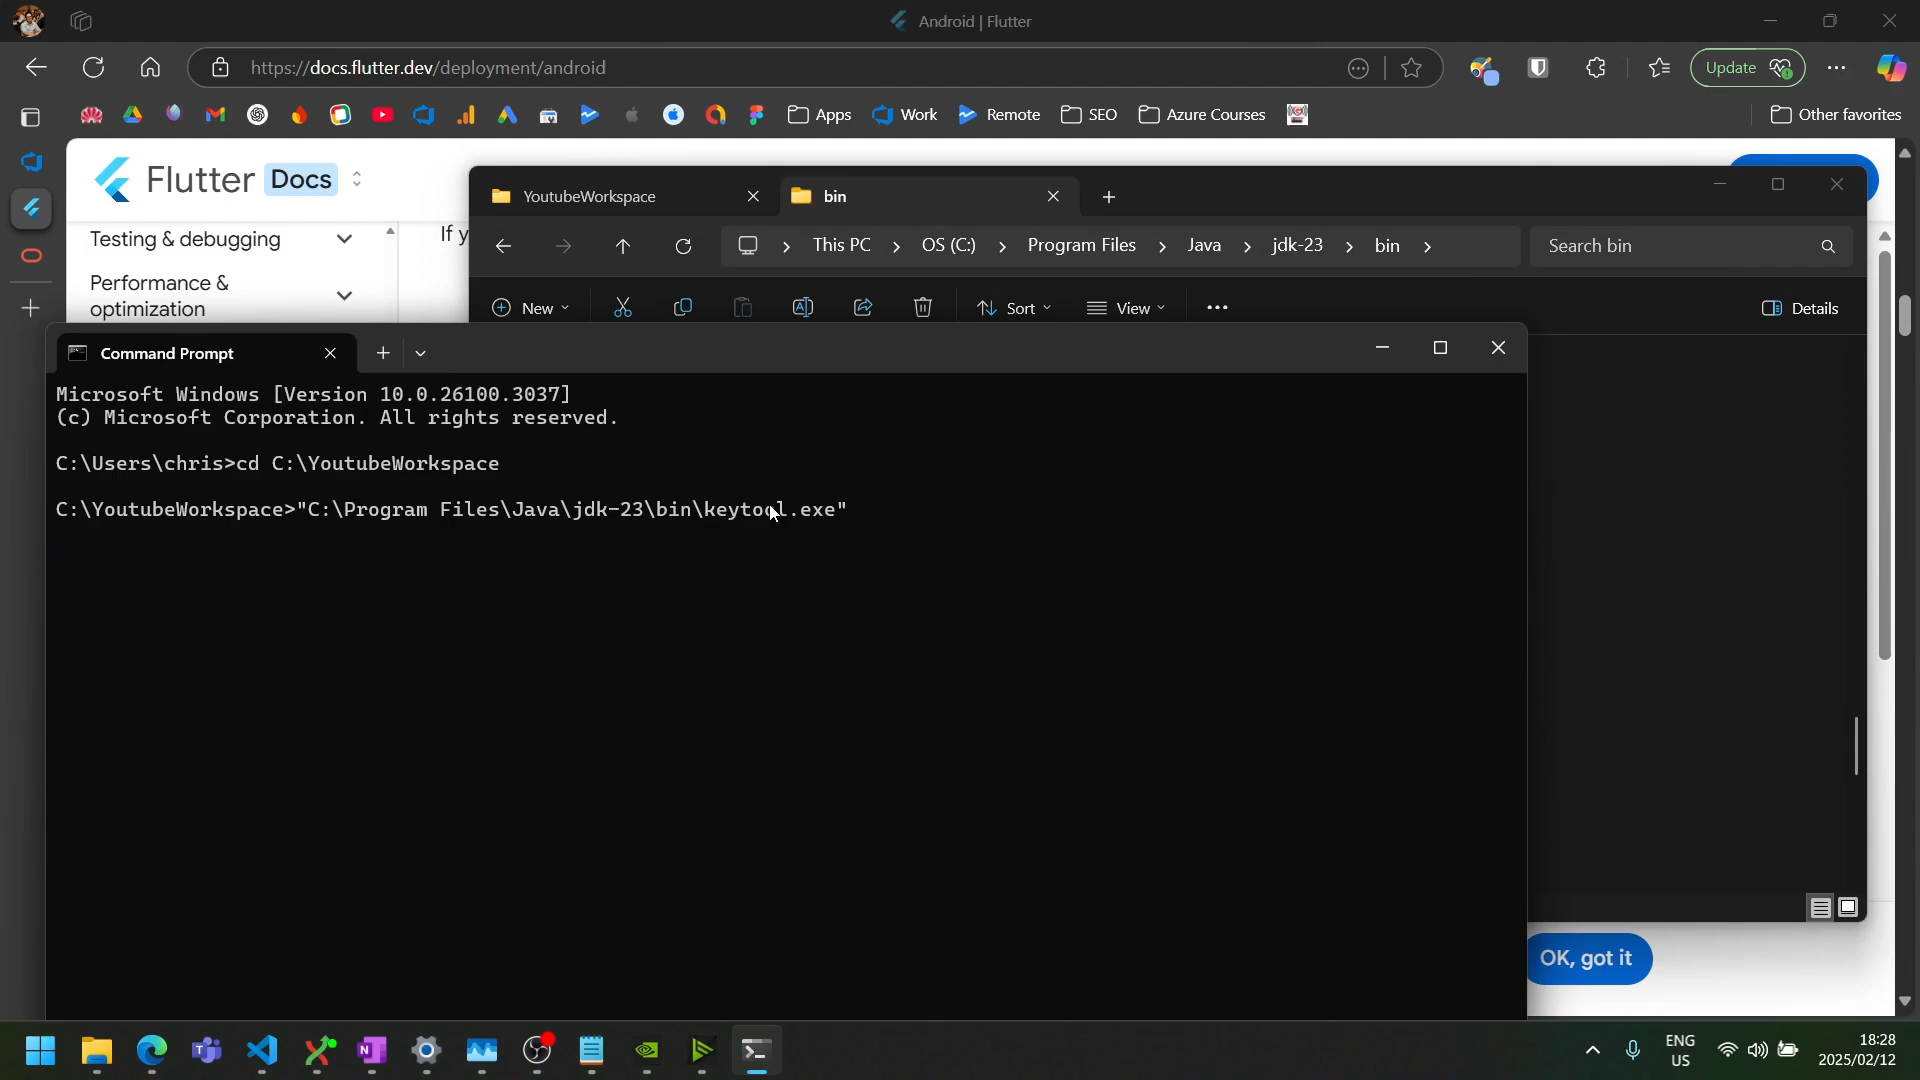 Android | Flutter
https://docs.flutter.dev/deployment/android
Update
Apps
Work
Remote
SEO
Azure Courses
Other favorites
Flutter Docs
Testing & debugging
Performance &
optimization
If y
YoutubeWorkspace
bin
This PC > OS (C:) > Program Files > Java > jdk-23 > bin >
Search bin
New
Sort
View
Details
Command Prompt
Microsoft Windows [Version 10.0.26100.3037]
(c) Microsoft Corporation. All rights reserved.
C:\Users\chris>cd C:\YoutubeWorkspace
C:\YoutubeWorkspace>"C:\Program Files\Java\jdk-23\bin\keytool.exe"
OK, got it
ENG
US
18:28
2025/02/12